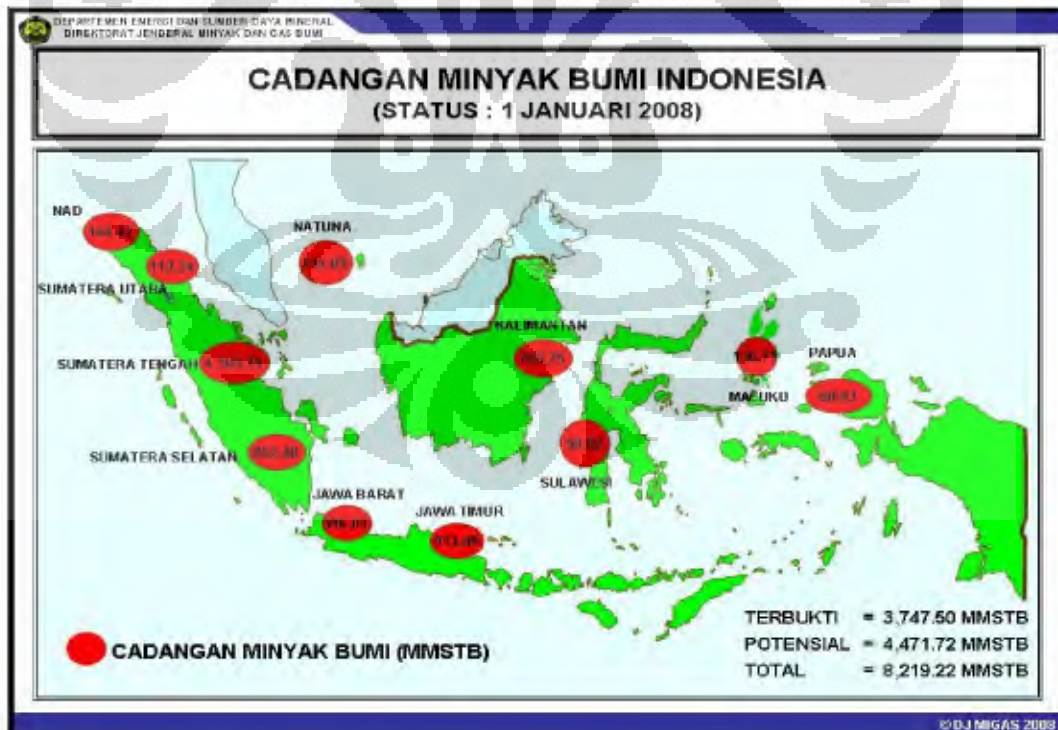 DEPARTEMEN ENERGI DAN SUMBER DAYA MINERAL
DIREKTORAT JENDERAL MINYAK DAN GAS BUMI
CADANGAN MINYAK BUMI INDONESIA
(STATUS : 1 JANUARI 2008)
NAD
NATUNA
SUMATERA UTARA
KALIMANTAN
SUMATERA TENGAH
PAPUA
MALUKU
SUMATERA SELATAN
SULAWESI
JAWA BARAT
JAWA TIMUR
TERBUKTI = 3,747.50 MMSTB
POTENSIAL = 4,471.72 MMSTB
TOTAL = 8,219.22 MMSTB
CADANGAN MINYAK BUMI (MMSTB)
© DJ MIGAS 2008